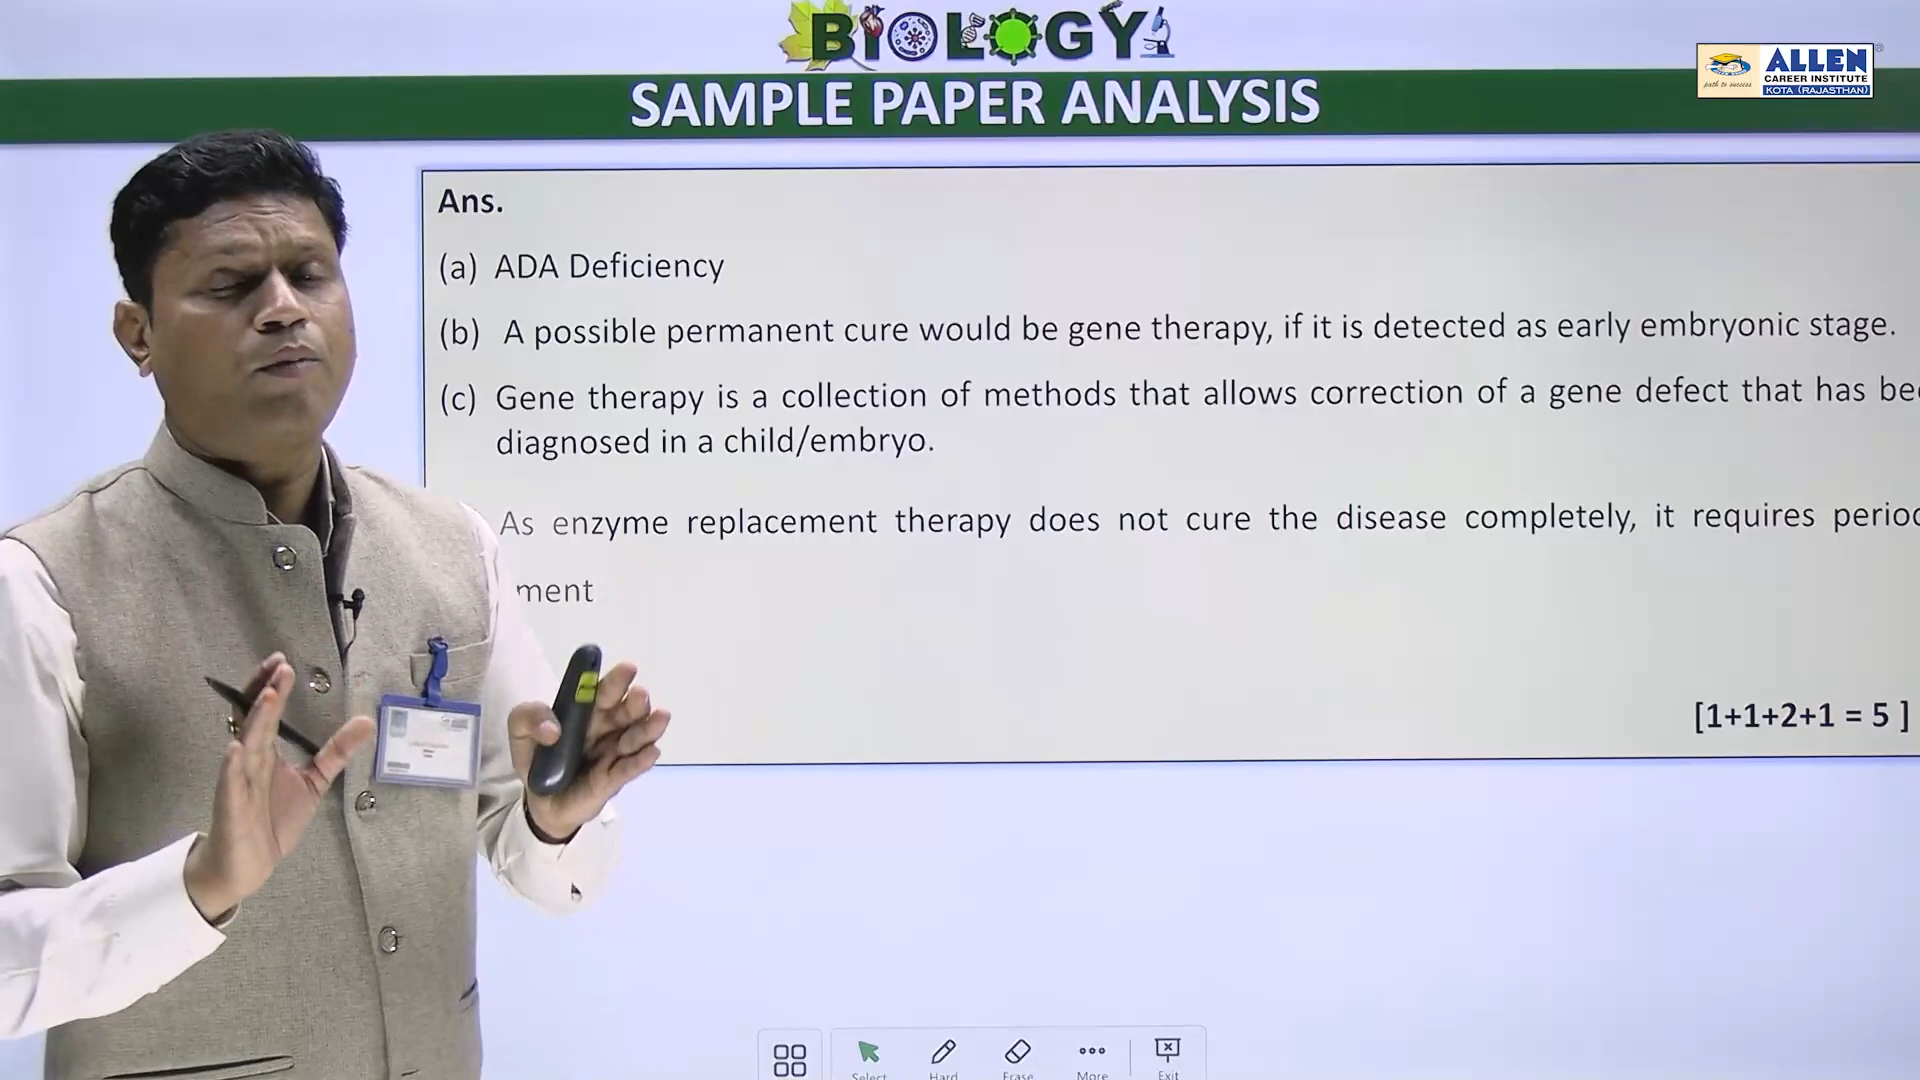 BIOLOGY
ALLEN
CAREER INSTITUTE
path to success
KOTA (RAJASTHAN)
SAMPLE PAPER ANALYSIS
Ans.
(a) ADA Deficiency
(b) A possible permanent cure would be gene therapy, if it is detected as early embryonic stage.
(c) Gene therapy is a collection of methods that allows correction of a gene defect that has
diagnosed in a child/embryo.
As enzyme replacement therapy does not cure the disease completely, it requires
ment
[1+1+2+1 = 5 ]
Select Hard Erase More Exit